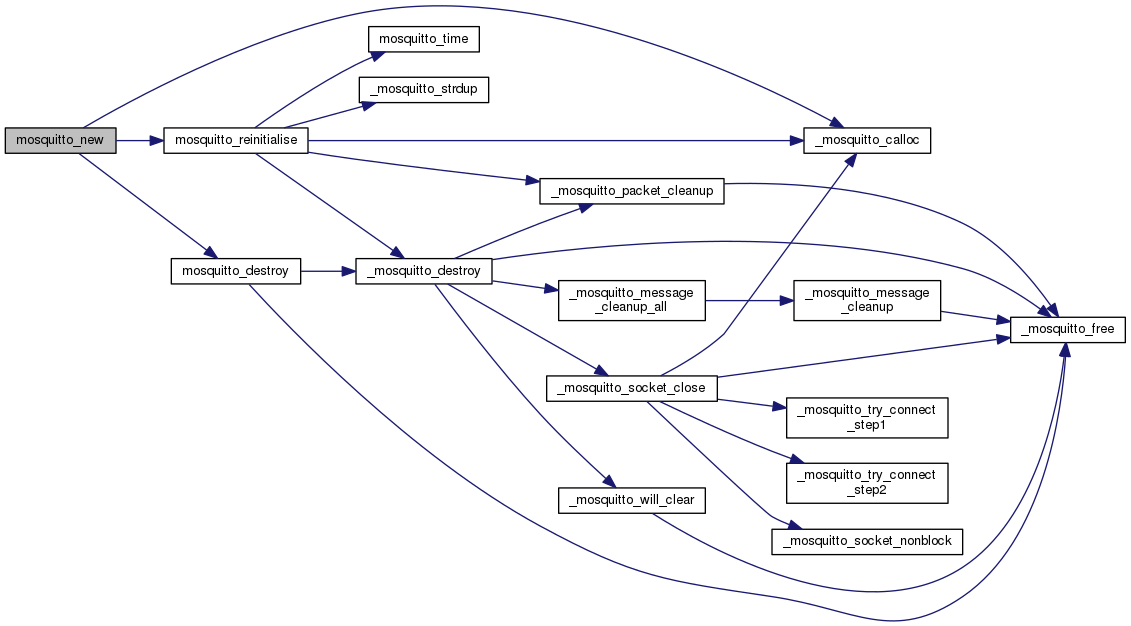 mosquitto_new
mosquitto_time
_mosquitto_strdup
mosquitto_reinitialise
_mosquitto_calloc
_mosquitto_packet_cleanup
mosquitto_destroy
_mosquitto_destroy
_mosquitto_message
_cleanup_all
_mosquitto_message
_cleanup
_mosquitto_free
_mosquitto_socket_close
_mosquitto_try_connect
_step1
_mosquitto_try_connect
_step2
_mosquitto_will_clear
_mosquitto_socket_nonblock